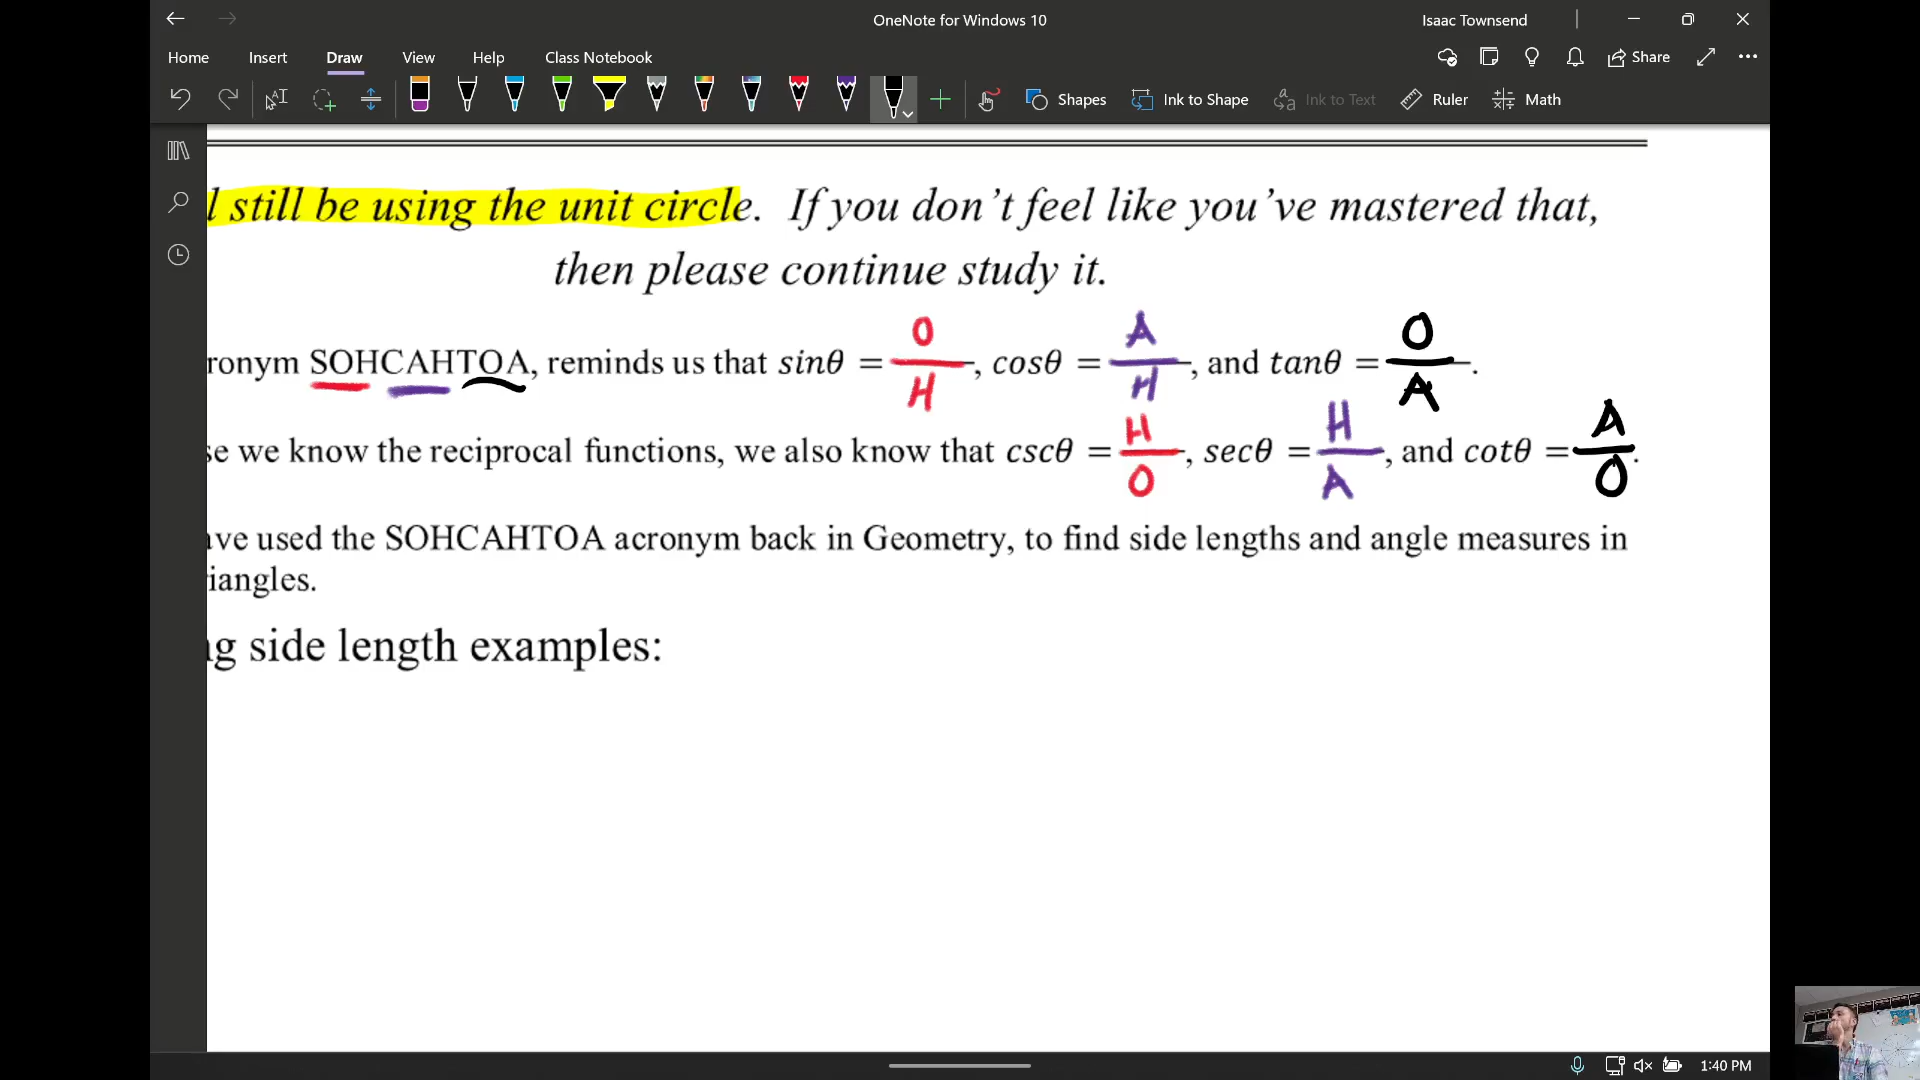 OneNote for Windows 10
Isaac Townsend
Home Insert Draw View Help Class Notebook
Share
Shapes Ink to Shape Ink to Text Ruler Math
l still be using the unit circle. If you don't feel like you've mastered that,
then please continue study it.
ronym SOHCAHTOA, reminds us that sinθ = O/H, cosθ = A/H, and tanθ = O/A.
se we know the reciprocal functions, we also know that cscθ = H/O, secθ = H/A, and cotθ = A/O.
ave used the SOHCAHTOA acronym back in Geometry, to find side lengths and angle measures in
riangles.
ng side length examples:
1:40 PM